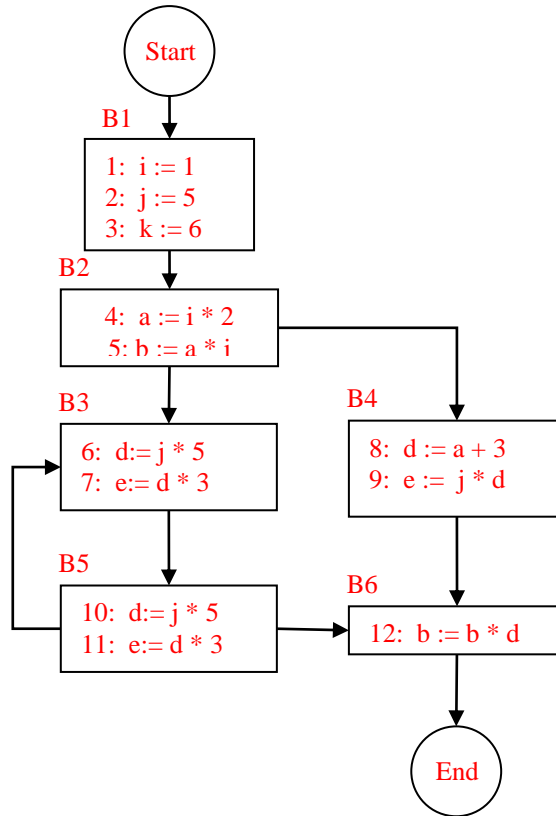 Start
B1
1: i := 1
2: j := 5
3: k := 6
B2
4: a := i * 2
5: b := a *
B3
6: d:= j * 5
7: e:= d * 3
B4
8: d := a + 3
9: e := j * d
B5
10: d:= j * 5
11: e:= d * 3
B6
12: b := b * d
End